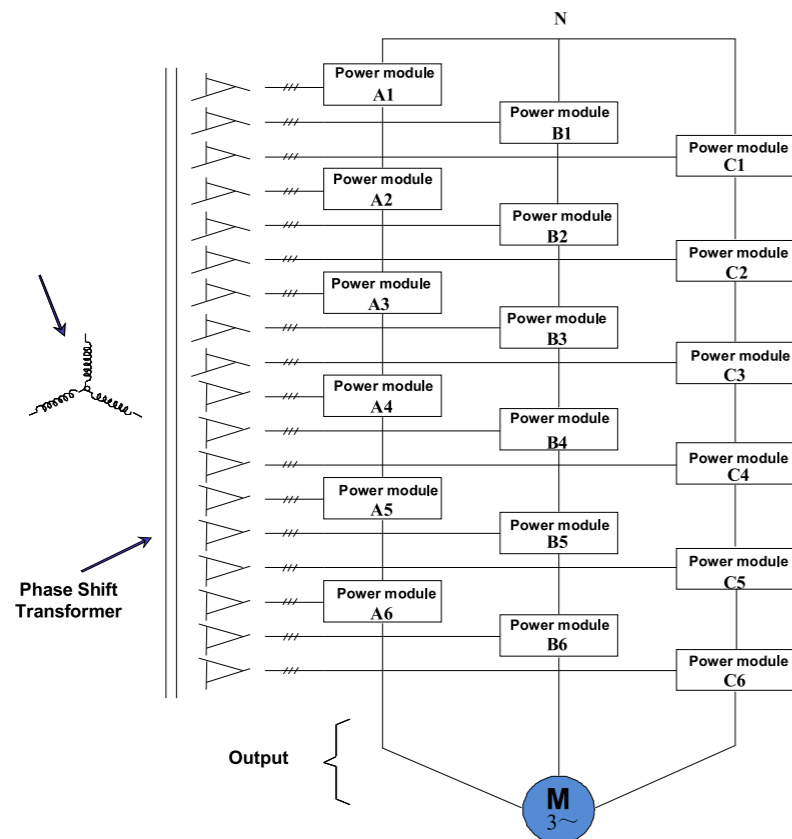 N
Power module
A1
Power module
B1
Power module
C1
Power module
A2
Power module
B2
Power module
C2
Power module
A3
Power module
B3
Power module
C3
Power module
A4
Power module
B4
Power module
C4
Power module
A5
Power module
B5
Power module
C5
Power module
A6
Power module
B6
Power module
C6
Phase Shift
Transformer
Output
M
3～